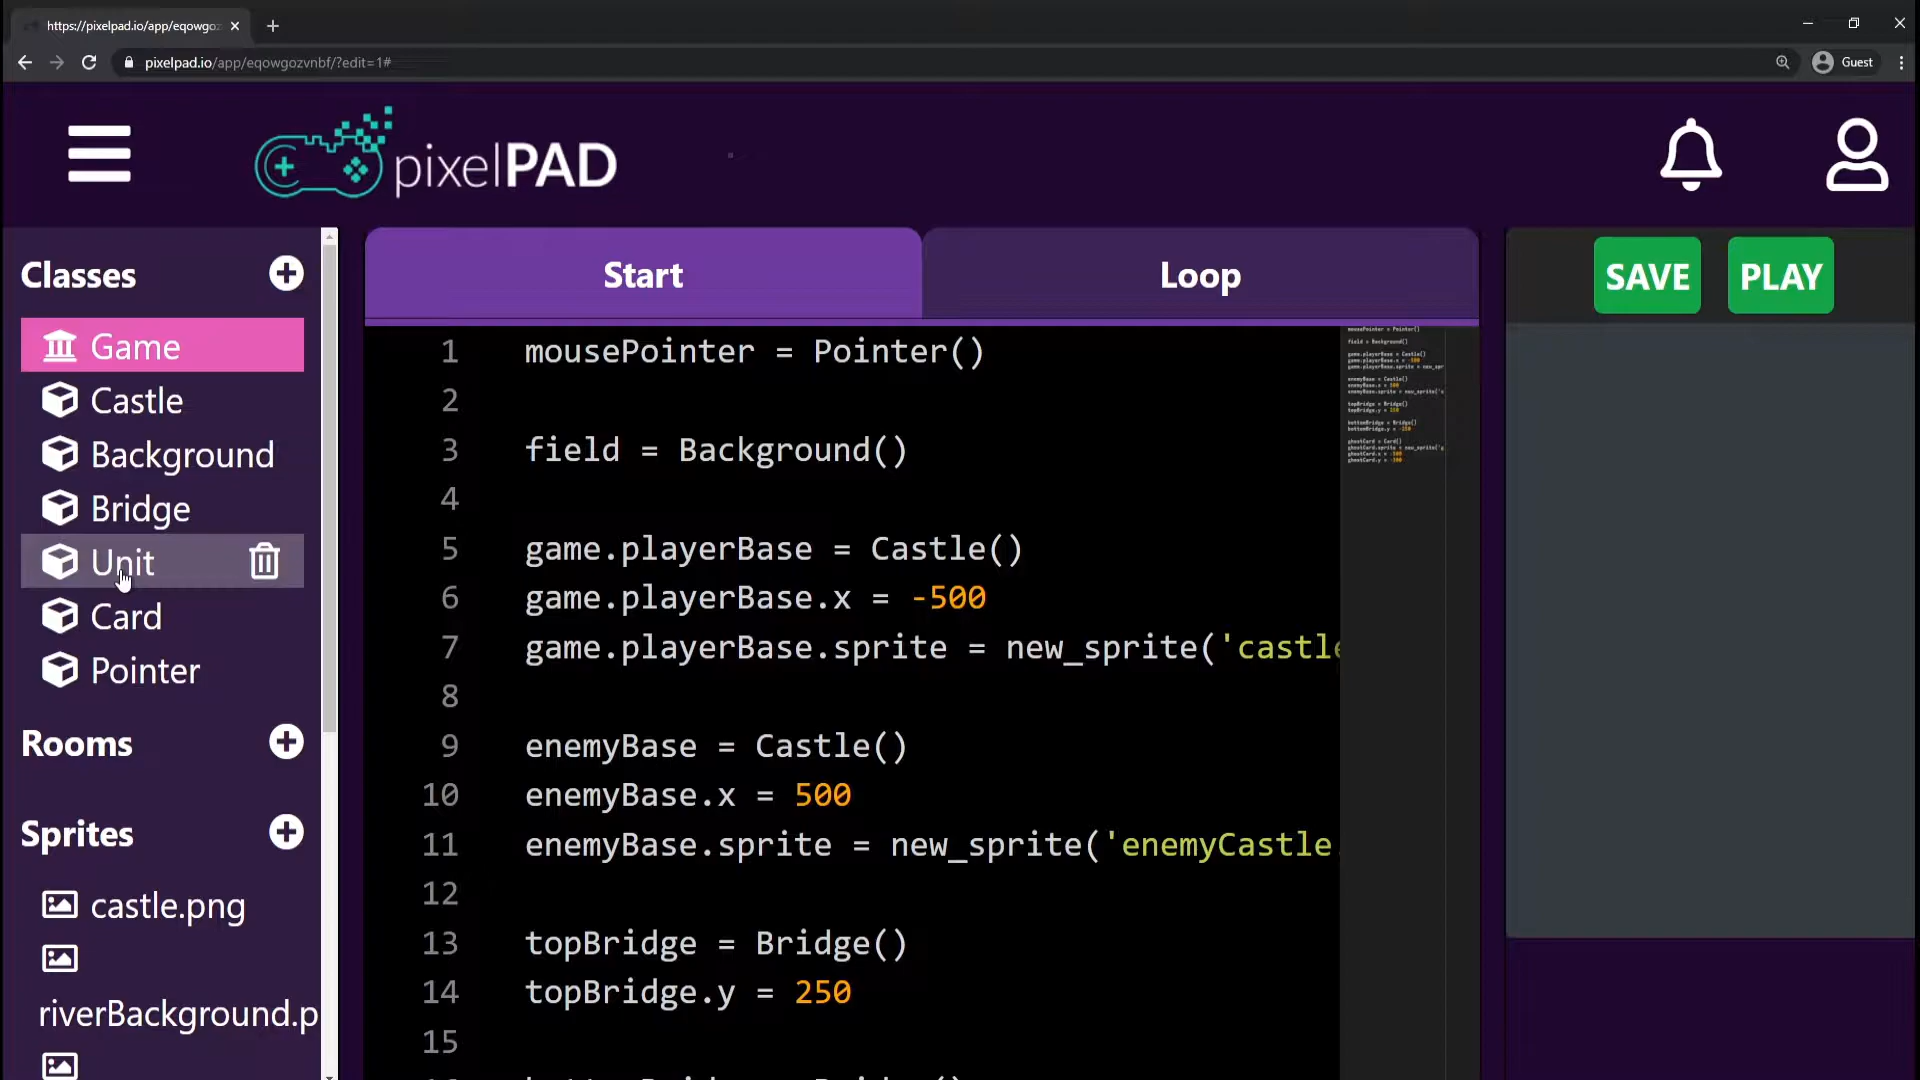 https://pixelpad.io/app/eqowgoz
pixelpad.io/app/eqowgozvnbf/?edit=1#
Guest
pixelPAD
Classes
Game
Castle
Background
Bridge
Unit
Card
Pointer
Rooms
Sprites
castle.png
riverBackground.p
Start
Loop
SAVE
PLAY
1 mousePointer = Pointer()
2
3 field = Background()
4
5 game.playerBase = Castle()
6 game.playerBase.x = -500
7 game.playerBase.sprite = new_sprite('castle
8
9 enemyBase = Castle()
10 enemyBase.x = 500
11 enemyBase.sprite = new_sprite('enemyCastle.
12
13 topBridge = Bridge()
14 topBridge.y = 250
15